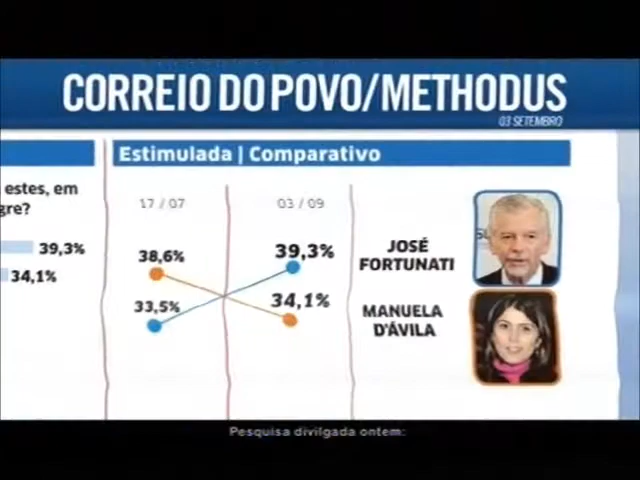 CORREIO DO POVO/METHODUS
03 SETEMBRO
Estimulada | Comparativo
estes, em
gre?
39,3%
34,1%
17 / 07
03 / 09
38,6%
39,3%
33,5%
34,1%
JOSÉ
FORTUNATI
MANUELA
D'ÁVILA
Pesquisa divilgada ontem: